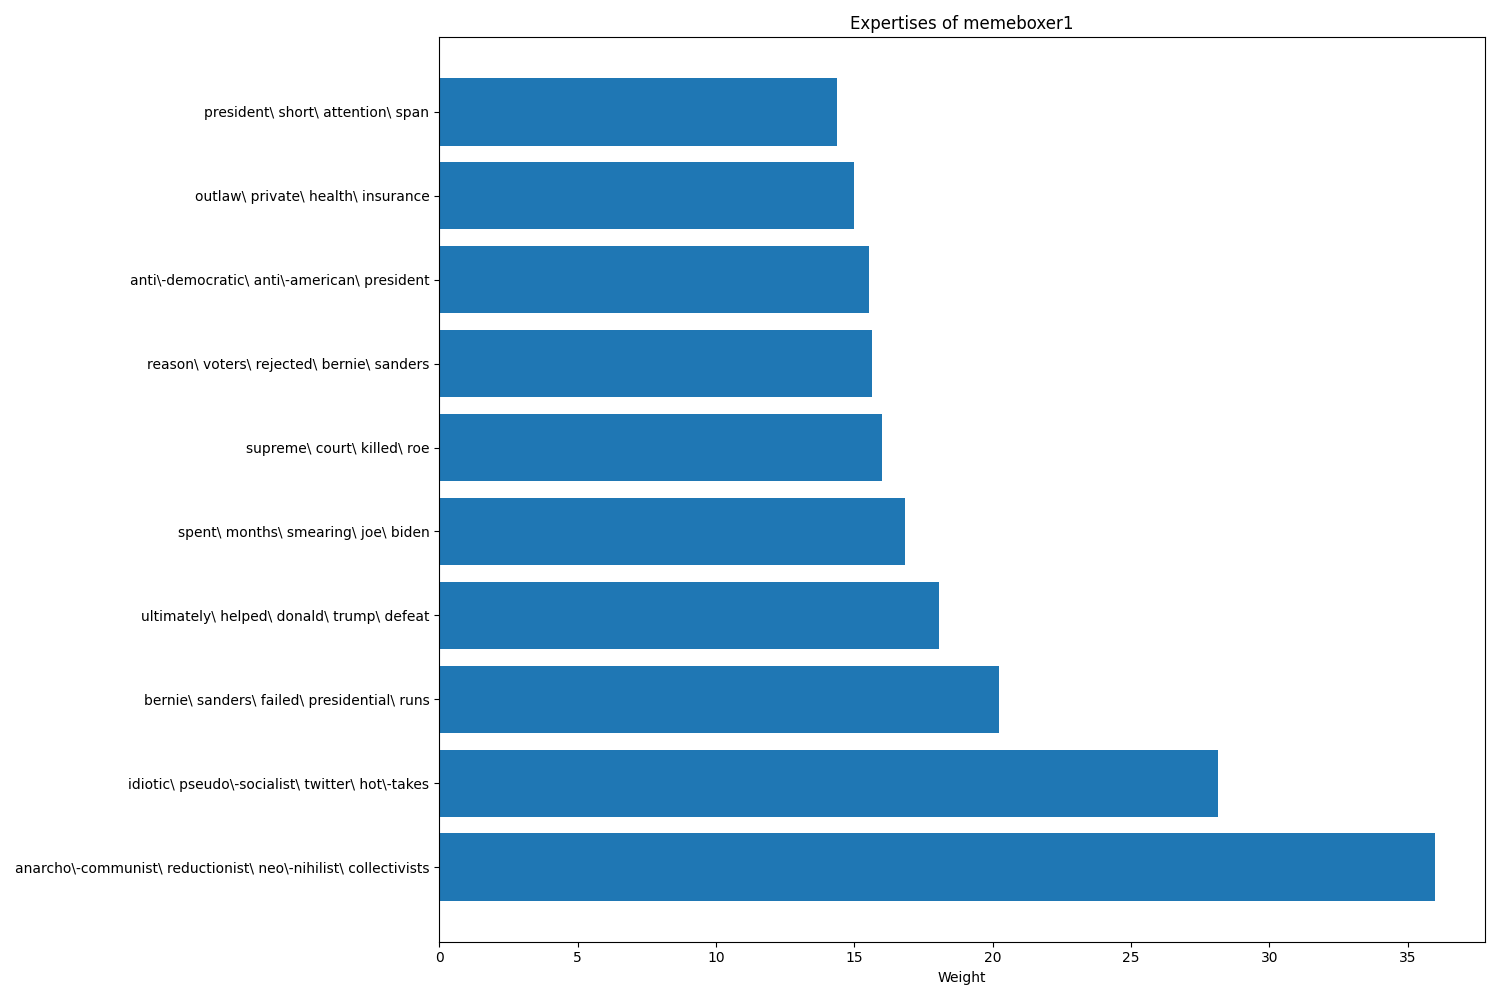 Expertises of memeboxer1
president\ short\ attention\ span
outlaw\ private\ health\ insurance
anti\-democratic\ anti\-american\ president
reason\ voters\ rejected\ bernie\ sanders
supreme\ court\ killed\ roe
spent\ months\ smearing\ joe\ biden
ultimately\ helped\ donald\ trump\ defeat
bernie\ sanders\ failed\ presidential\ runs
idiotic\ pseudo\-socialist\ twitter\ hot\-takes
anarcho\-communist\ reductionist\ neo\-nihilist\ collectivists
0 5 10 15 20 25 30 35
Weight